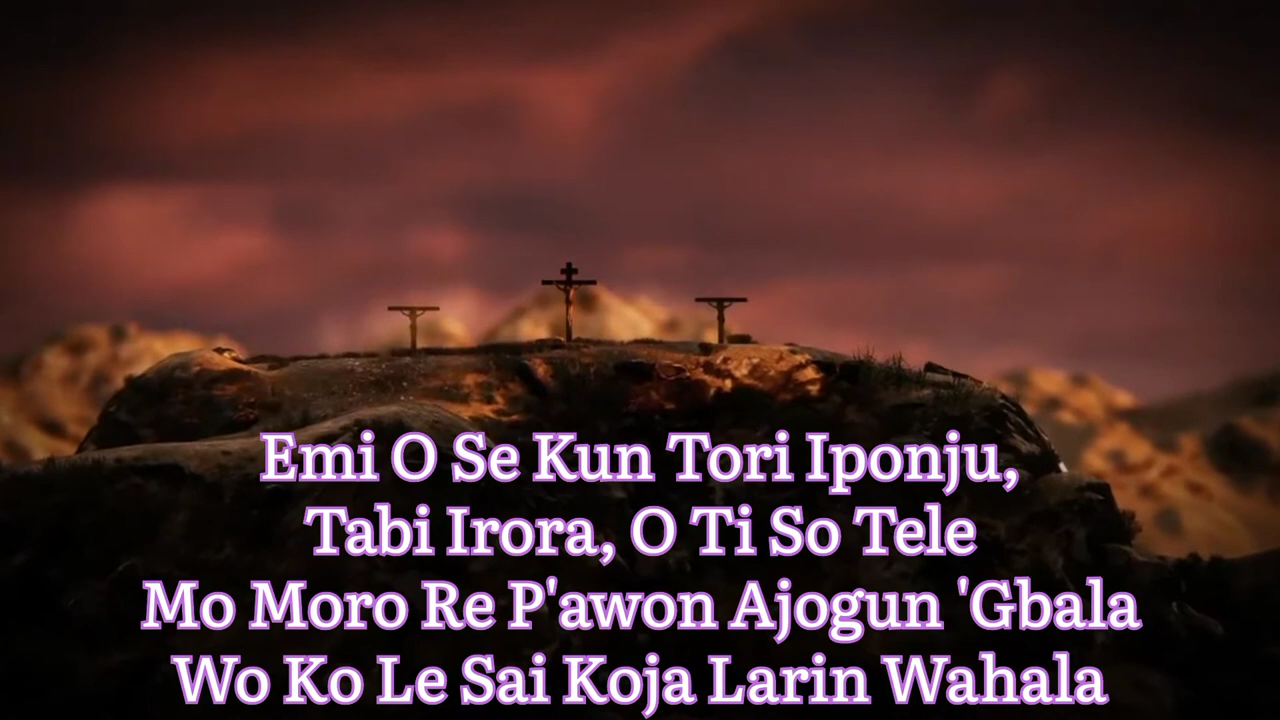 Emi O Se Kun Tori Iponju,
Tabi Irora, O Ti So Tele
Mo Moro Re P'awon Ajogun 'Gbala
Wo Ko Le Sai Koja Larin Wahala